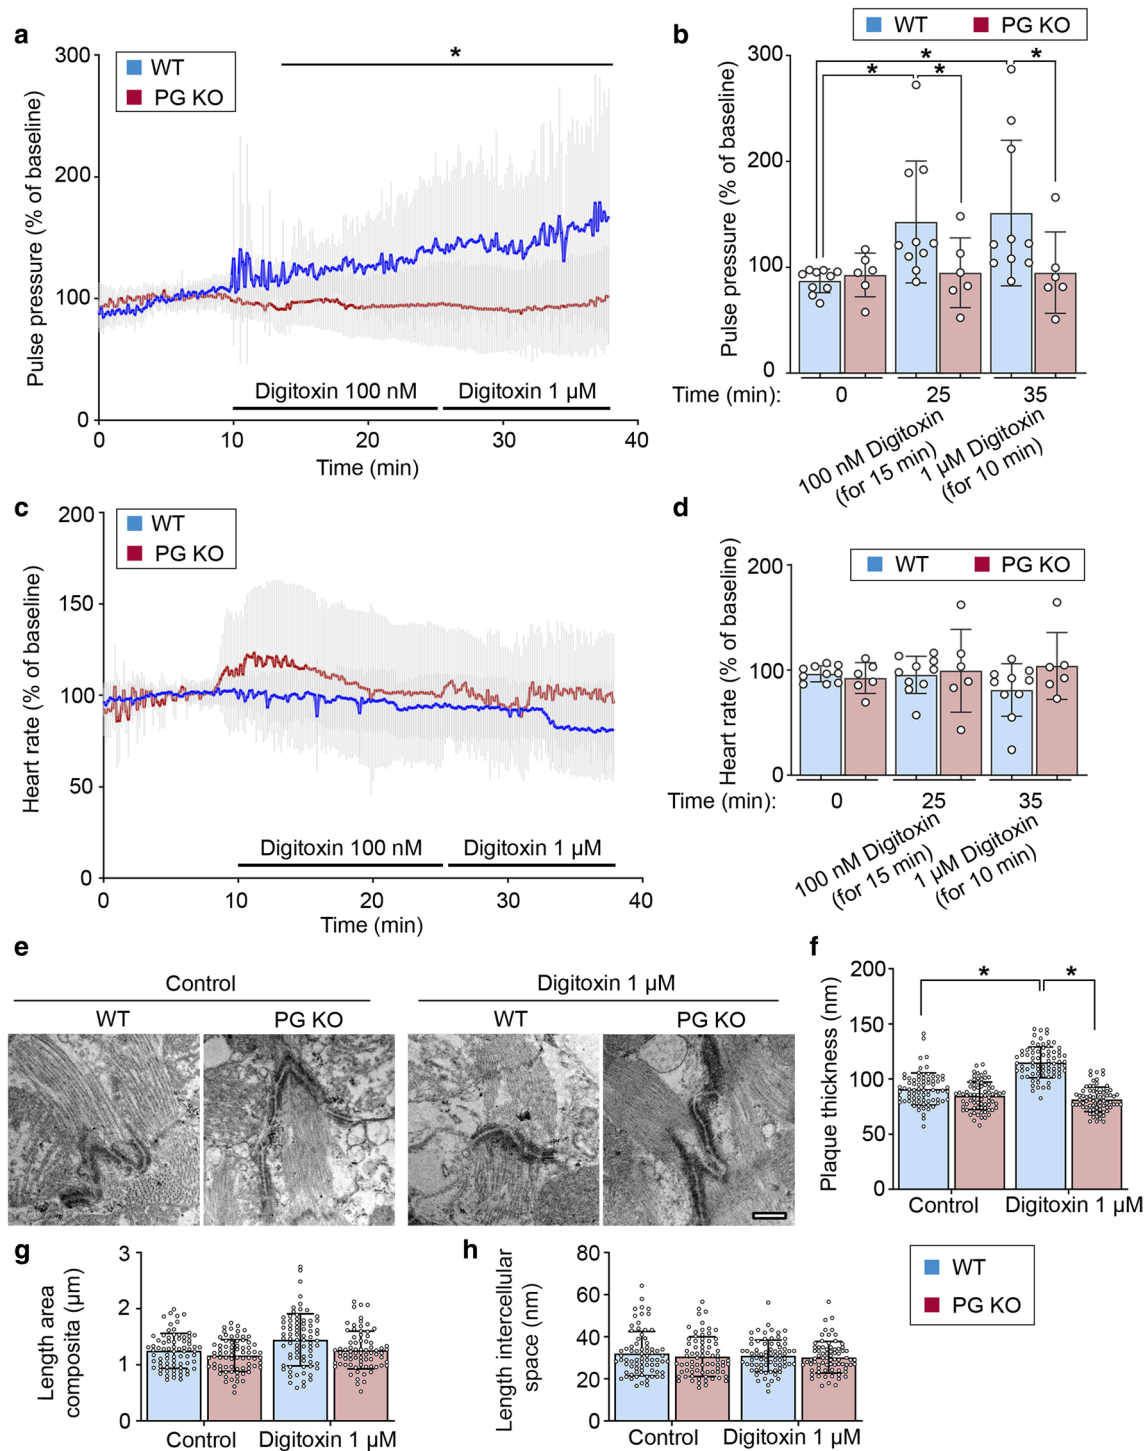 a
300
200
100
0
Pulse pressure (% of baseline)
WT
PG KO
*
Digitoxin 100 nM
Digitoxin 1 µM
0
10
20
30
40
Time (min)
b
WT
PG KO
300
200
100
0
Pulse pressure (% of baseline)
*
*
*
*
Time (min):
0
25
35
100 nM Digitoxin
(for 15 min)
1 µM Digitoxin
(for 10 min)
c
200
150
100
50
0
Heart rate (% of baseline)
WT
PG KO
Digitoxin 100 nM
Digitoxin 1 µM
0
10
20
30
40
Time (min)
d
WT
PG KO
200
100
0
Heart rate (% of baseline)
Time (min):
0
25
35
100 nM Digitoxin
(for 15 min)
1 µM Digitoxin
(for 10 min)
e
Control
Digitoxin 1 µM
WT
PG KO
WT
PG KO
f
200
150
100
50
0
Plaque thickness (nm)
*
*
Control
Digitoxin 1 µM
g
3
2
1
0
Length area
composita (µm)
Control
Digitoxin 1 µM
h
80
60
40
20
0
Length intercellular
space (nm)
Control
Digitoxin 1 µM
WT
PG KO